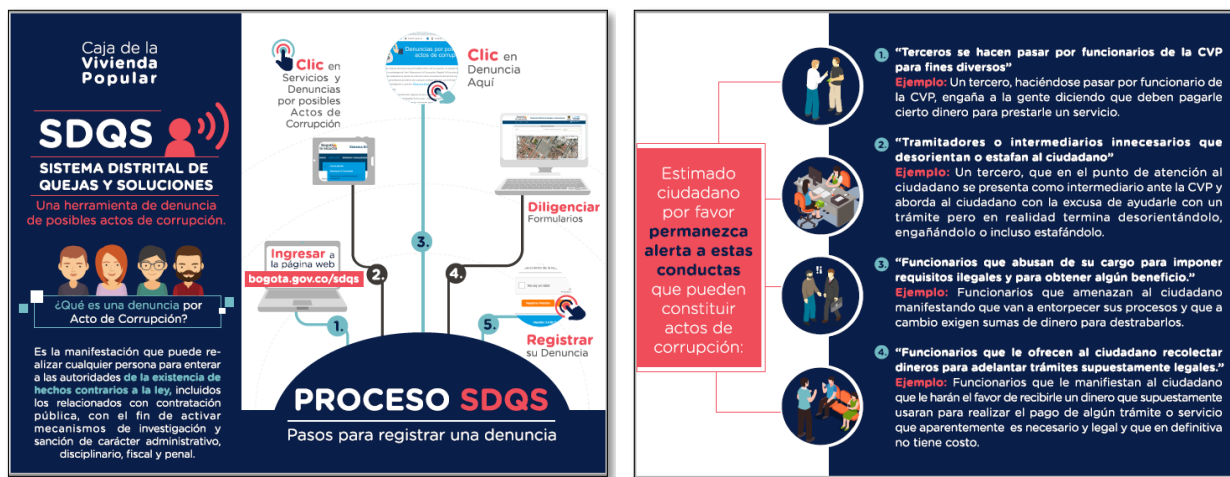 Caja de la
Vivienda
Popular
SDQS
SISTEMA DISTRITAL DE
QUEJAS Y SOLUCIONES
Una herramienta de denuncia
de posibles actos de corrupción.
¿Qué es una denuncia por
Acto de Corrupción?
Es la manifestación que puede re-
alizar cualquier persona para enterar
a las autoridades de la existencia de
hechos contrarios a la ley, incluidos
los relacionados con contratación
pública, con el fin de activar
mecanismos de investigación y
sanción de carácter administrativo,
disciplinario, fiscal y penal.
Clic en
Servicios y
Denuncias
por posibles
Actos de
Corrupción
Clic en
Denuncia
Aquí
Diligenciar
Formularios
Ingresar a
la página web
bogota.gov.co/sdqs
1.
2.
3.
4.
5.
Registrar
su Denuncia
PROCESO SDQS
Pasos para registrar una denuncia
Estimado
ciudadano
por favor
permanezca
alerta a estas
conductas
que pueden
constituir
actos de
corrupción:
1. “Terceros se hacen pasar por funcionarios de la CVP
para fines diversos”
Ejemplo: Un tercero, haciéndose pasar por funcionario de
la CVP, engaña a la gente diciendo que deben pagarle
cierto dinero para prestarle un servicio.
2. “Tramitadores o intermediarios innecesarios que
desorientan o estafan al ciudadano”
Ejemplo: Un tercero, que en el punto de atención al
ciudadano se presenta como intermediario ante la CVP y
aborda al ciudadano con la excusa de ayudarle con un
trámite pero en realidad termina desorientándolo,
engañándolo o incluso estafándolo.
3. “Funcionarios que abusan de su cargo para imponer
requisitos ilegales y para obtener algún beneficio.”
Ejemplo: Funcionarios que amenazan al ciudadano
manifestando que van a entorpecer sus procesos y que a
cambio exigen sumas de dinero para destrabarlos.
4. “Funcionarios que le ofrecen al ciudadano recolectar
dineros para adelantar trámites supuestamente legales.”
Ejemplo: Funcionarios que le manifiestan al ciudadano
que le harán el favor de recibirle un dinero que supuestamente
usaran para realizar el pago de algún trámite o servicio
que aparentemente es necesario y legal y que en definitiva
no tiene costo.